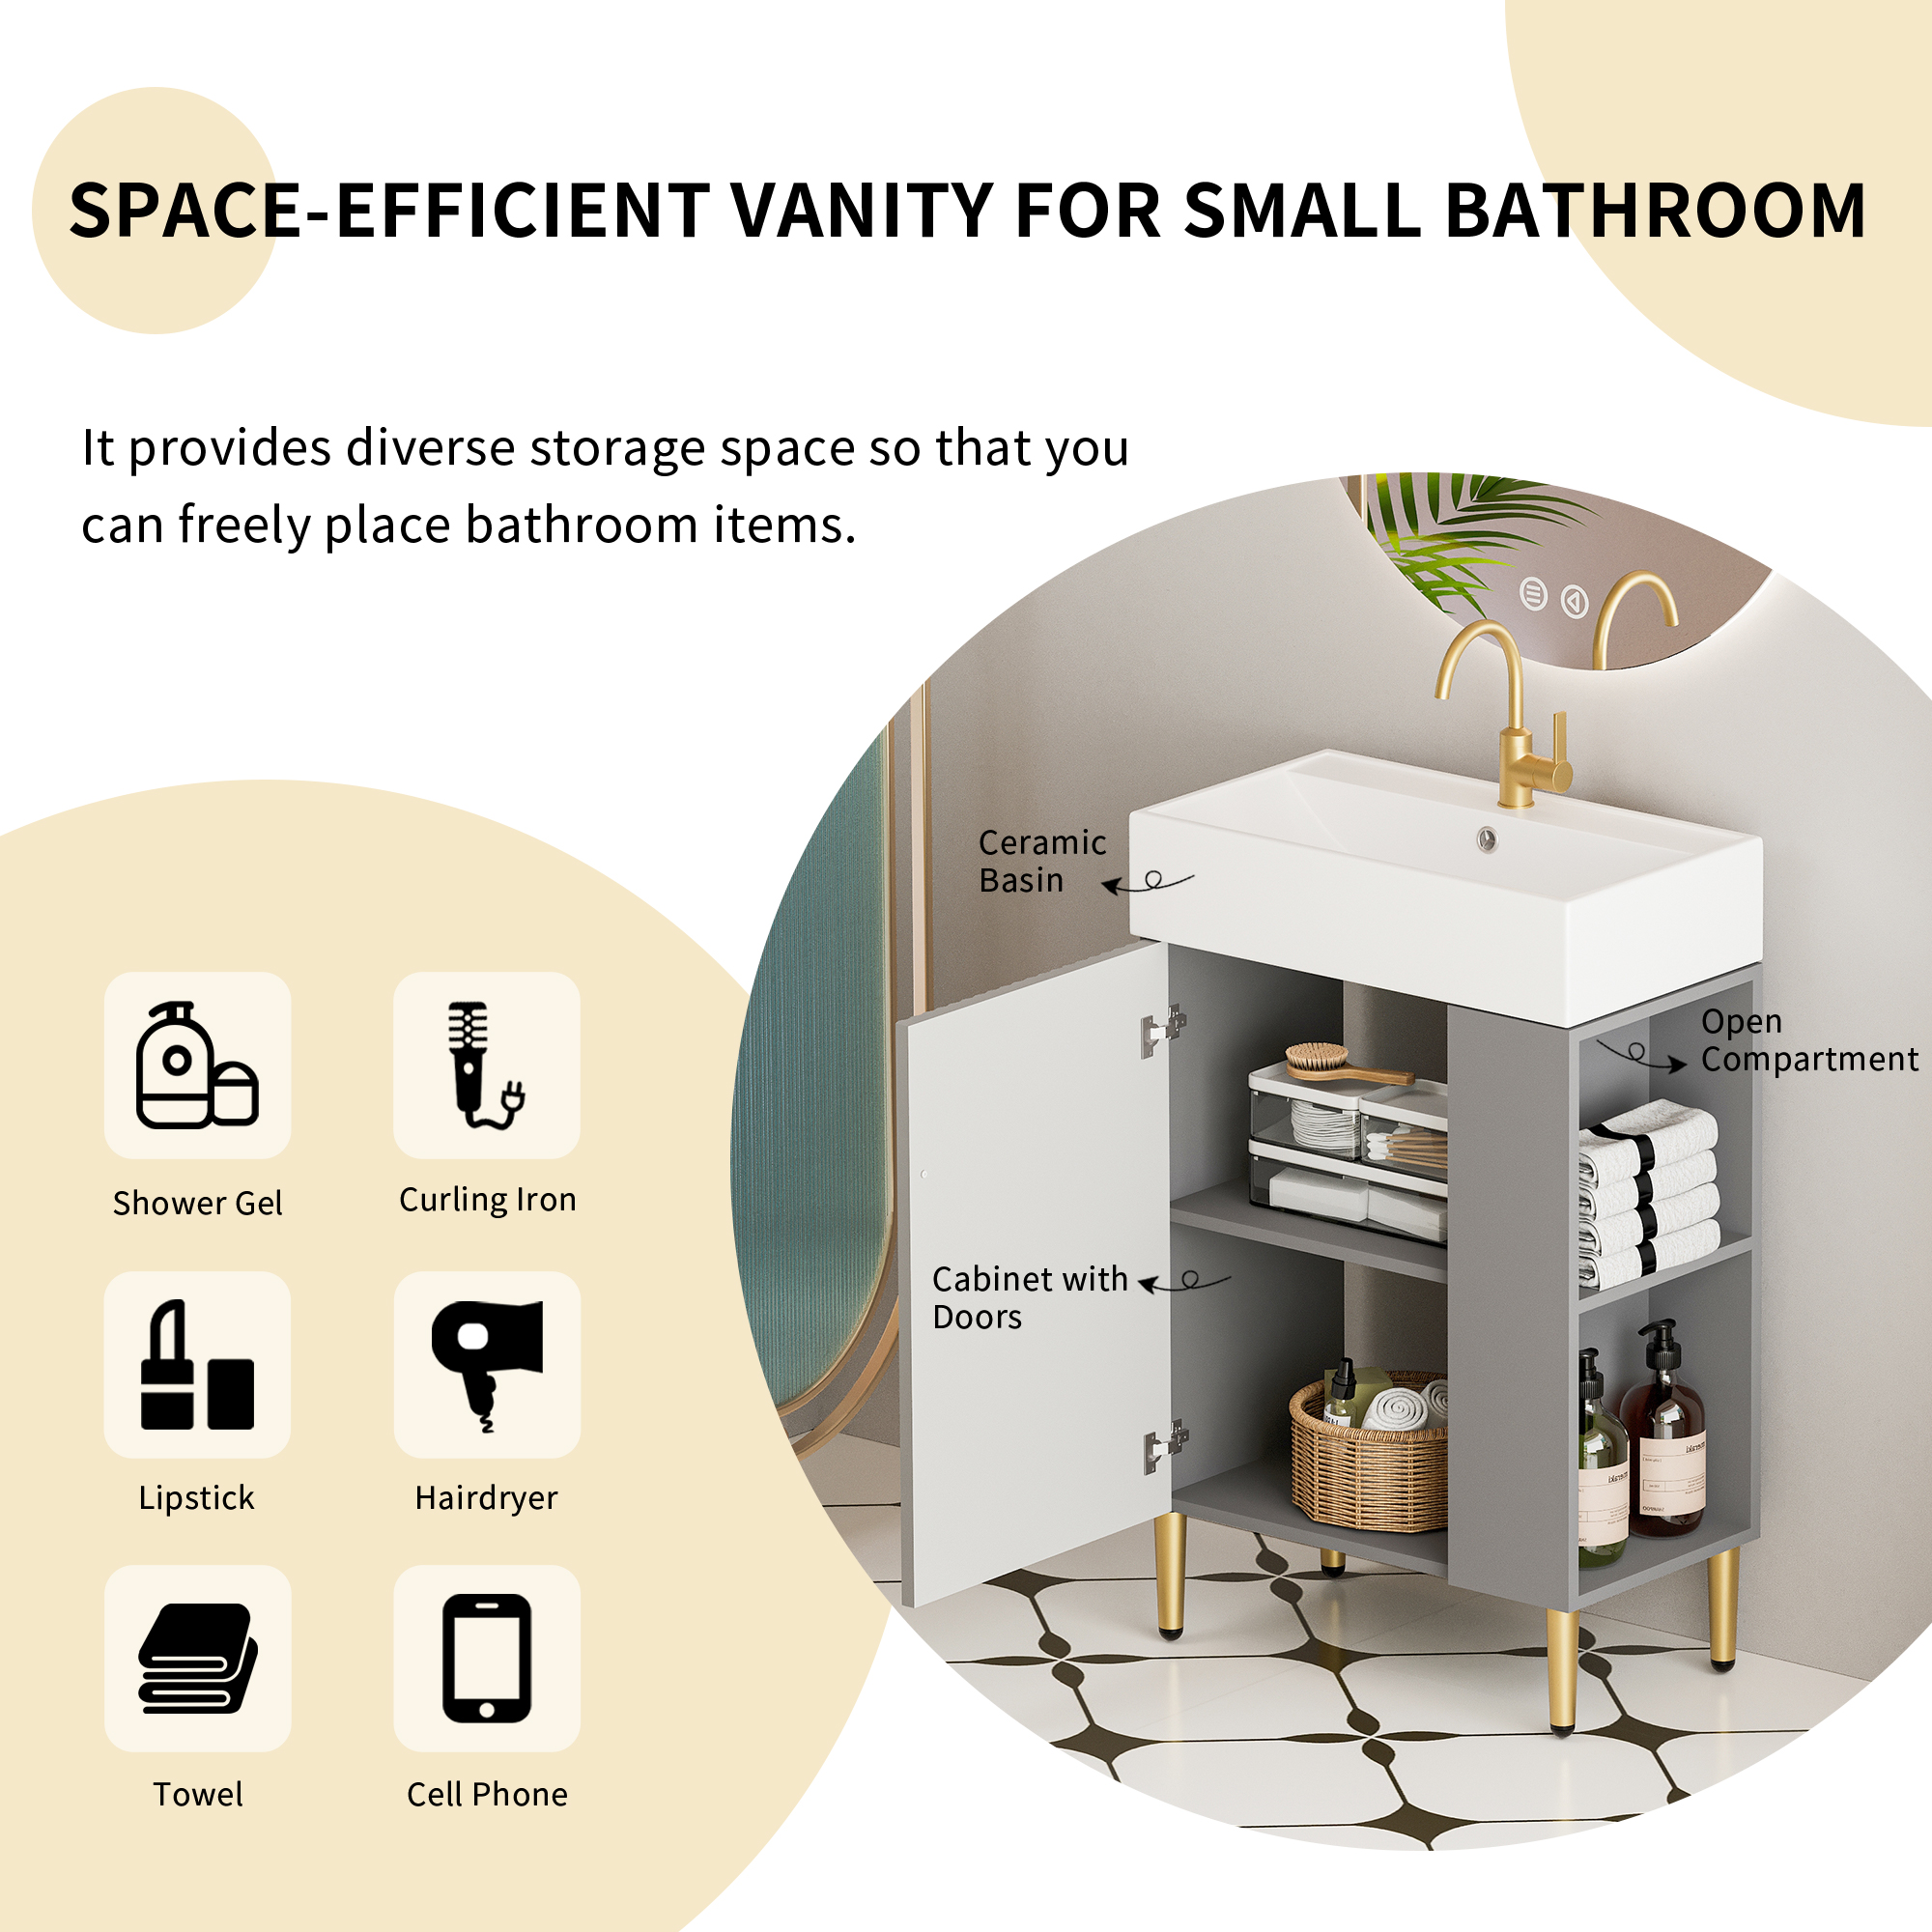 SPACE-EFFICIENT VANITY FOR SMALL BATHROOM
It provides diverse storage space so that you
can freely place bathroom items.
Ceramic
Basin
Open
Compartment
Cabinet with
Doors
Shower Gel
Curling Iron
Lipstick
Hairdryer
Towel
Cell Phone